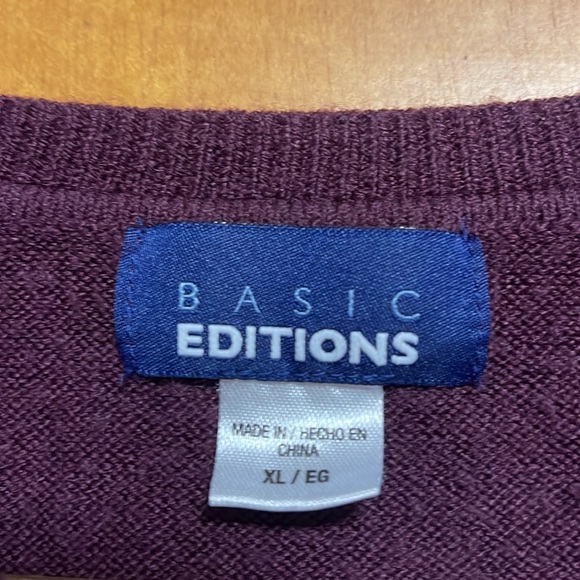 BASIC
EDITIONS
MADE IN / HECHO EN
CHINA
XL / EG